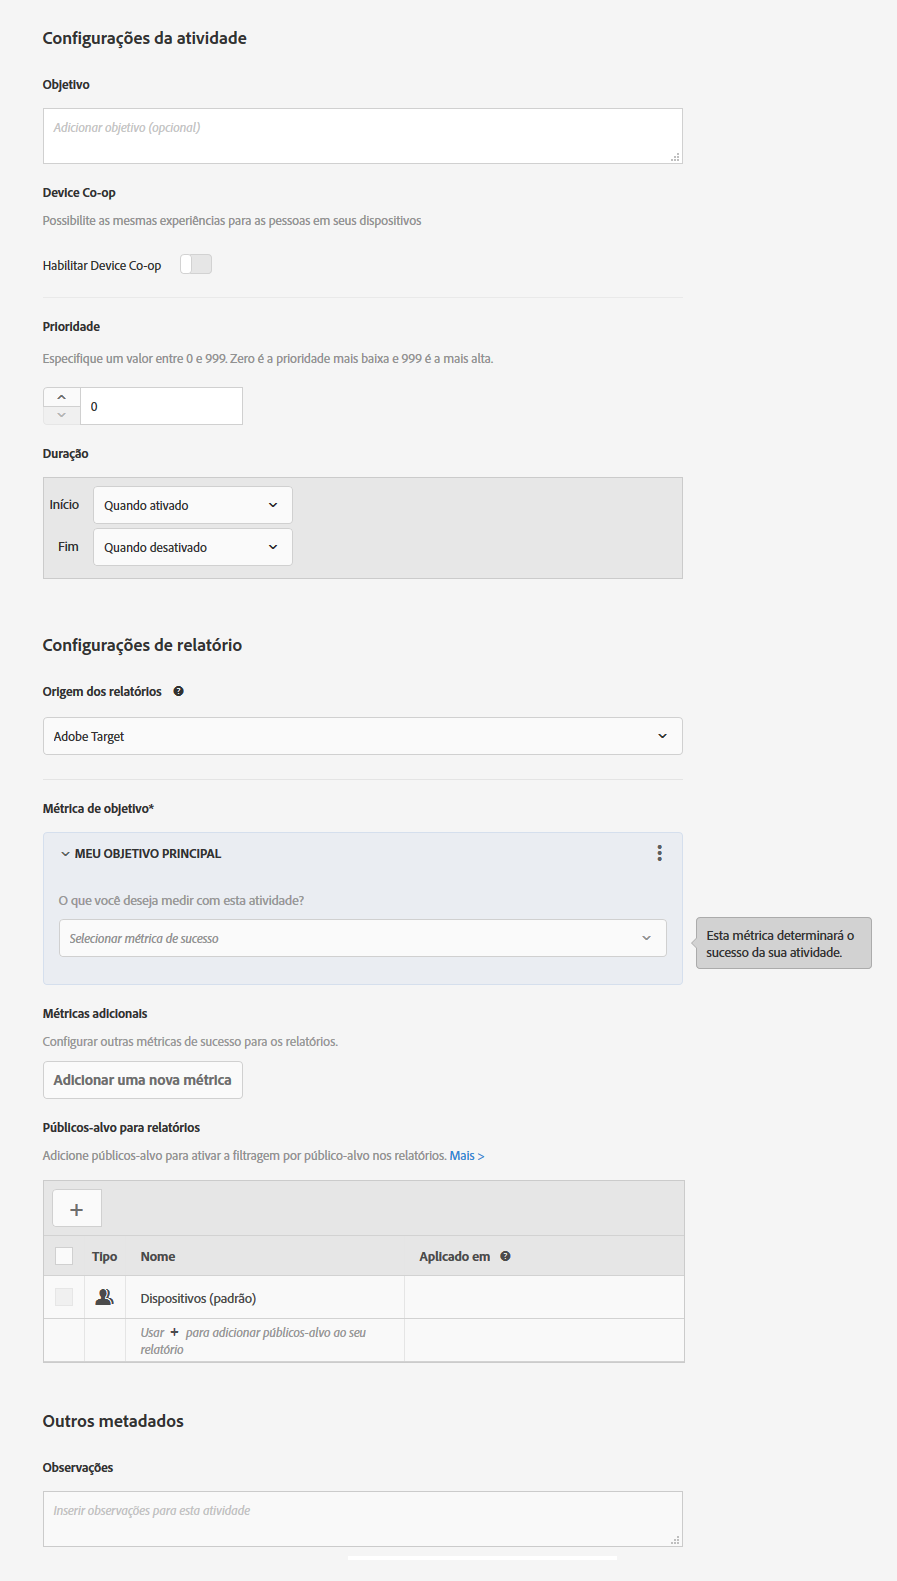 Configurações da atividade
Objetivo
Adicionar objetivo (opcional)
Device Co-op
Possibilite as mesmas experiências para as pessoas em seus dispositivos
Habilitar Device Co-op
Prioridade
Especifique um valor entre 0 e 999. Zero é a prioridade mais baixa e 999 é a mais alta.
0
Duração
Início Quando ativado
Fim Quando desativado
Configurações de relatório
Origem dos relatórios
Adobe Target
Métrica de objetivo*
MEU OBJETIVO PRINCIPAL
O que você deseja medir com esta atividade?
Selecionar métrica de sucesso
Esta métrica determinará o
sucesso da sua atividade.
Métricas adicionais
Configurar outras métricas de sucesso para os relatórios.
Adicionar uma nova métrica
Públicos-alvo para relatórios
Adicione públicos-alvo para ativar a filtragem por público-alvo nos relatórios. Mais >
+
Tipo Nome Aplicado em
Dispositivos (padrão)
Usar + para adicionar públicos-alvo ao seu
relatório
Outros metadados
Observações
Inserir observações para esta atividade